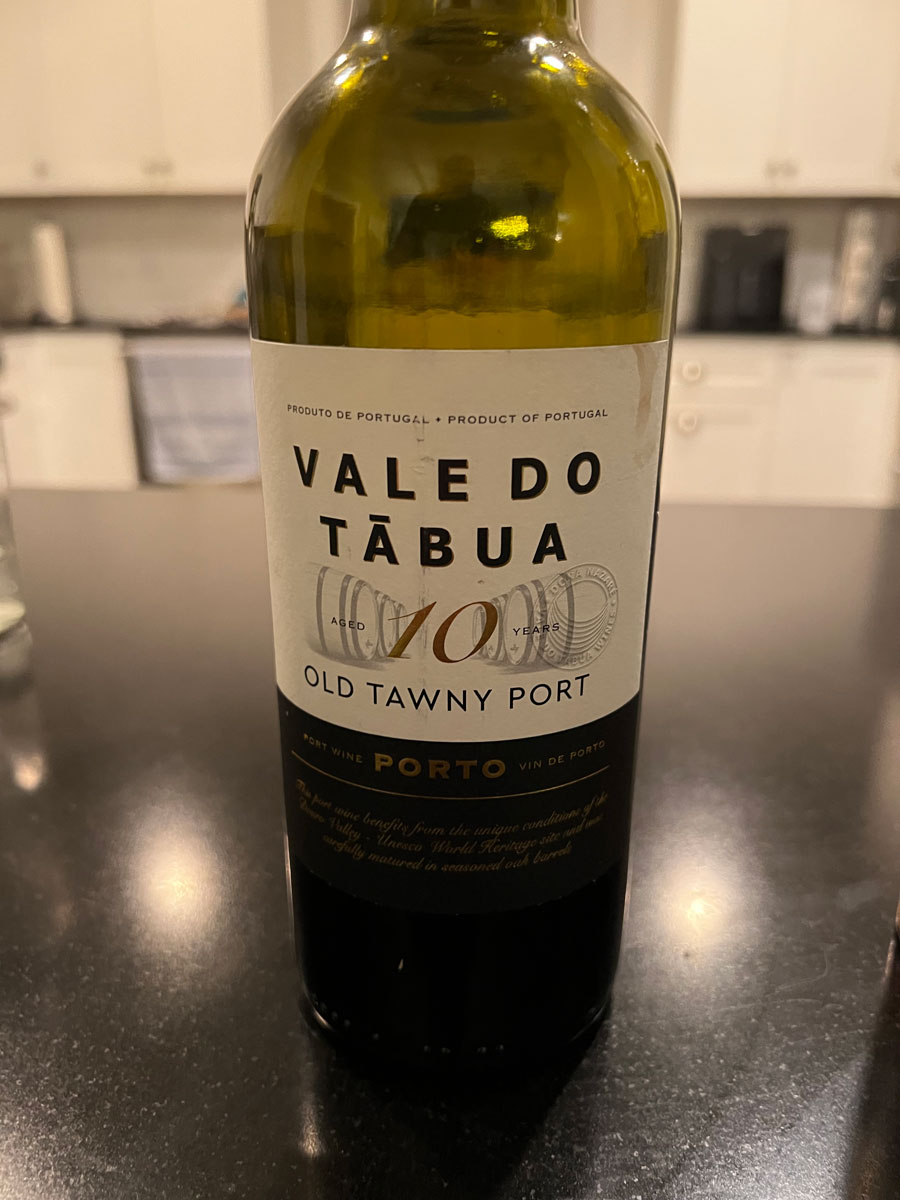 PRODUTO DE PORTUGAL • PRODUCT OF PORTUGAL
VALE DO
TĀBUA
AGED 10 YEARS
OLD TAWNY PORT
PORT WINE PORTO VIN DE PORTO
This port wine benefits from the unique conditions of the
Douro Valley - Unesco World Heritage site and was
carefully matured in seasoned oak barrels